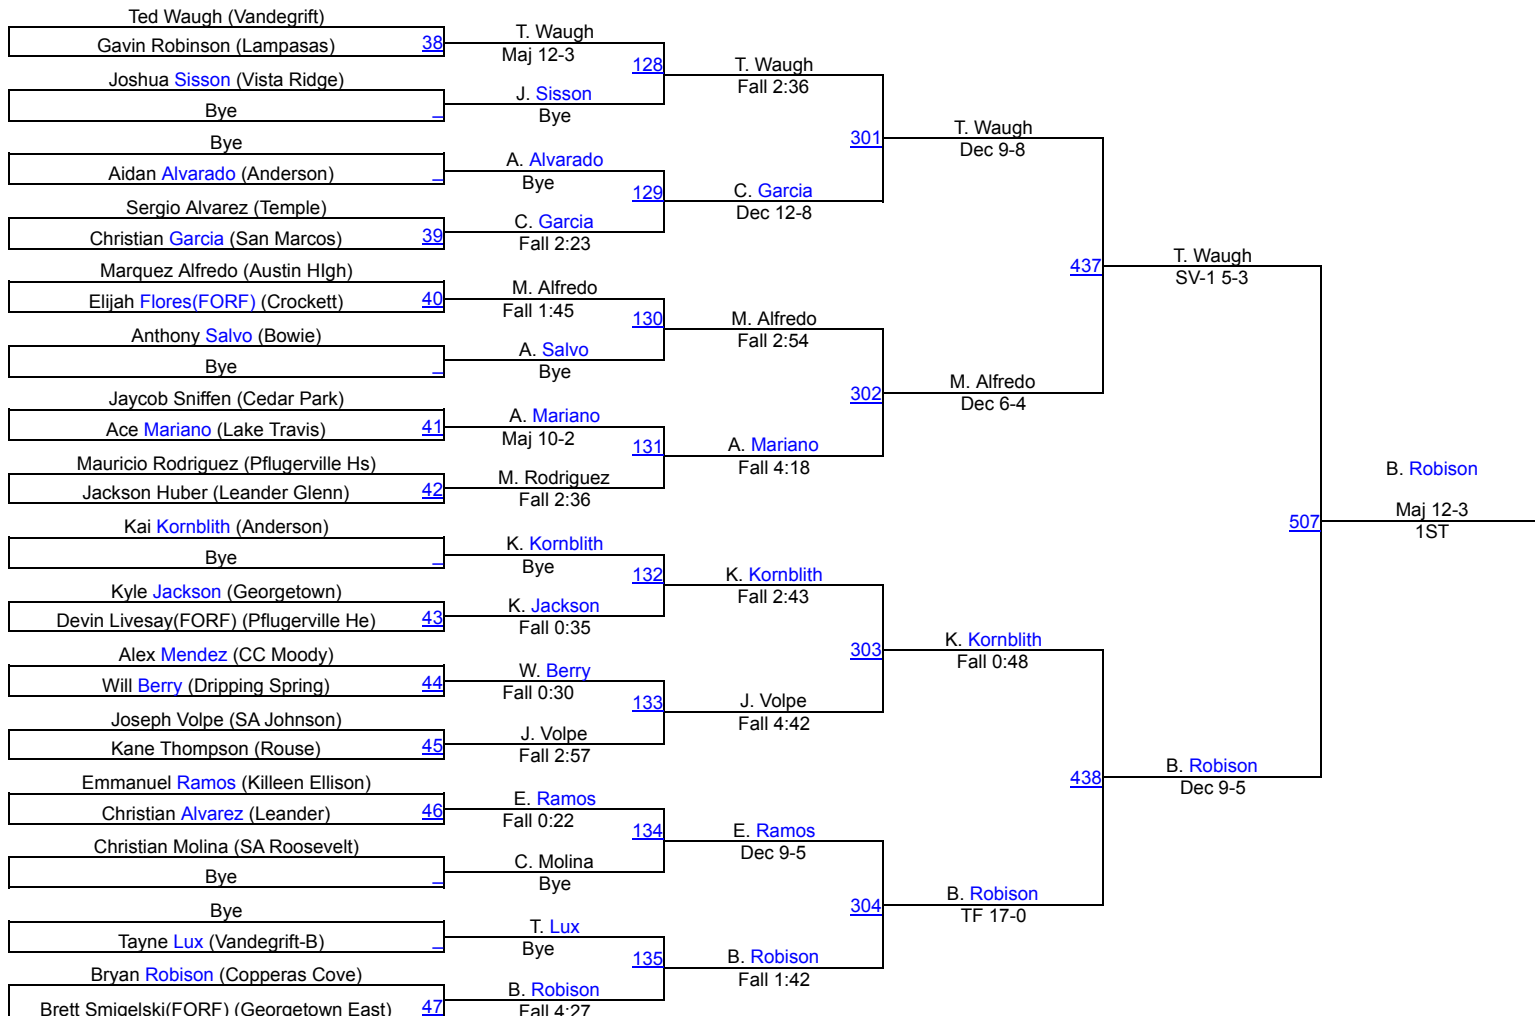 Ted Waugh (Vandegrift)
Gavin Robinson (Lampasas) 38
Joshua Sisson (Vista Ridge)
Bye _
Bye
Aidan Alvarado (Anderson) _
Sergio Alvarez (Temple)
Christian Garcia (San Marcos) 39
Marquez Alfredo (Austin HIgh)
Elijah Flores(FORF) (Crockett) 40
Anthony Salvo (Bowie)
Bye _
Jaycob Sniffen (Cedar Park)
Ace Mariano (Lake Travis) 41
Mauricio Rodriguez (Pflugerville Hs)
Jackson Huber (Leander Glenn) 42
Kai Kornblith (Anderson)
Bye _
Kyle Jackson (Georgetown)
Devin Livesay(FORF) (Pflugerville He) 43
Alex Mendez (CC Moody)
Will Berry (Dripping Spring) 44
Joseph Volpe (SA Johnson)
Kane Thompson (Rouse) 45
Emmanuel Ramos (Killeen Ellison)
Christian Alvarez (Leander) 46
Christian Molina (SA Roosevelt)
Bye _
Bye
Tayne Lux (Vandegrift-B) _
Bryan Robison (Copperas Cove)
Brett Smigelski(FORF) (Georgetown East) 47
T. Waugh
Maj 12-3
128
J. Sisson
Bye
A. Alvarado
Bye
129
C. Garcia
Fall 2:23
M. Alfredo
Fall 1:45
130
A. Salvo
Bye
A. Mariano
Maj 10-2
131
M. Rodriguez
Fall 2:36
K. Kornblith
Bye
132
K. Jackson
Fall 0:35
W. Berry
Fall 0:30
133
J. Volpe
Fall 2:57
E. Ramos
Fall 0:22
134
C. Molina
Bye
T. Lux
Bye
135
B. Robison
Fall 4:27
T. Waugh
Fall 2:36
301
C. Garcia
Dec 12-8
M. Alfredo
Fall 2:54
302
A. Mariano
Fall 4:18
K. Kornblith
Fall 2:43
303
J. Volpe
Fall 4:42
E. Ramos
Dec 9-5
304
B. Robison
Fall 1:42
T. Waugh
Dec 9-8
437
M. Alfredo
Dec 6-4
K. Kornblith
Fall 0:48
438
B. Robison
TF 17-0
T. Waugh
SV-1 5-3
507
B. Robison
Dec 9-5
B. Robison
Maj 12-3
1ST